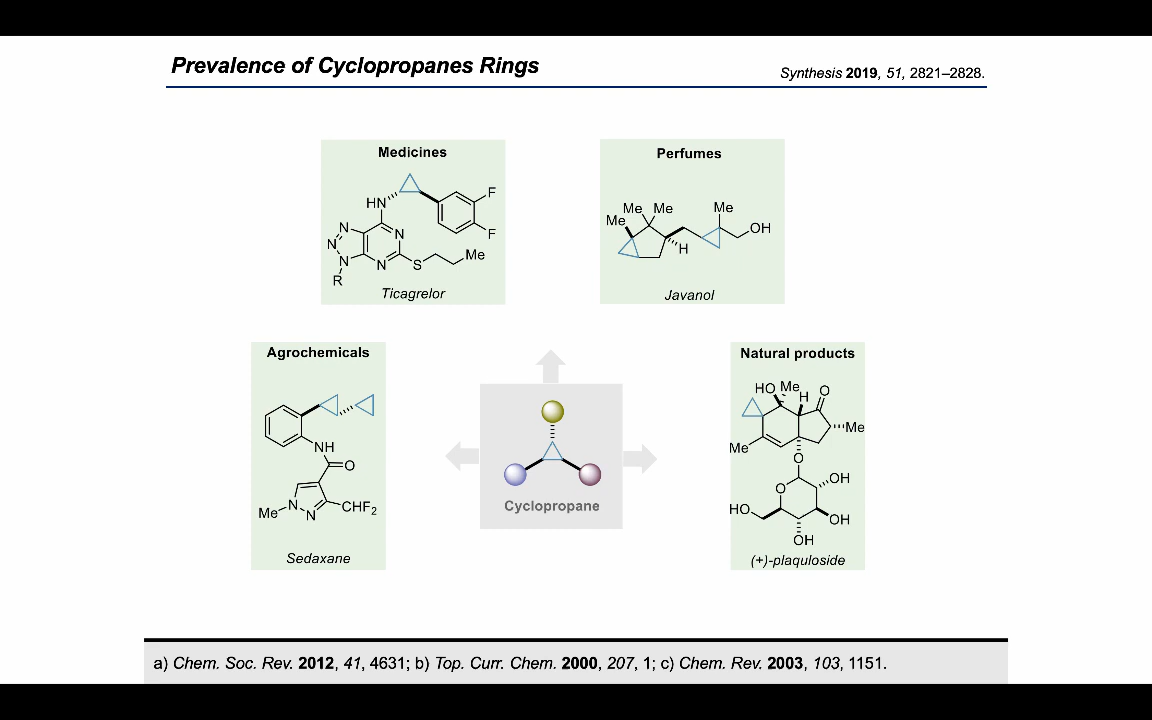 Prevalence of Cyclopropanes Rings
Synthesis 2019, 51, 2821–2828.
Medicines
HN
F
F
N
N
N
N
N
S
Me
R
Ticagrelor
Perfumes
Me
Me
Me
Me
OH
H
Javanol
Agrochemicals
NH
O
N
N
Me
CHF2
Sedaxane
Cyclopropane
Natural products
HO
Me
H
O
Me
Me
O
O
OH
HO
OH
OH
(+)-plaquloside
a) Chem. Soc. Rev. 2012, 41, 4631; b) Top. Curr. Chem. 2000, 207, 1; c) Chem. Rev. 2003, 103, 1151.